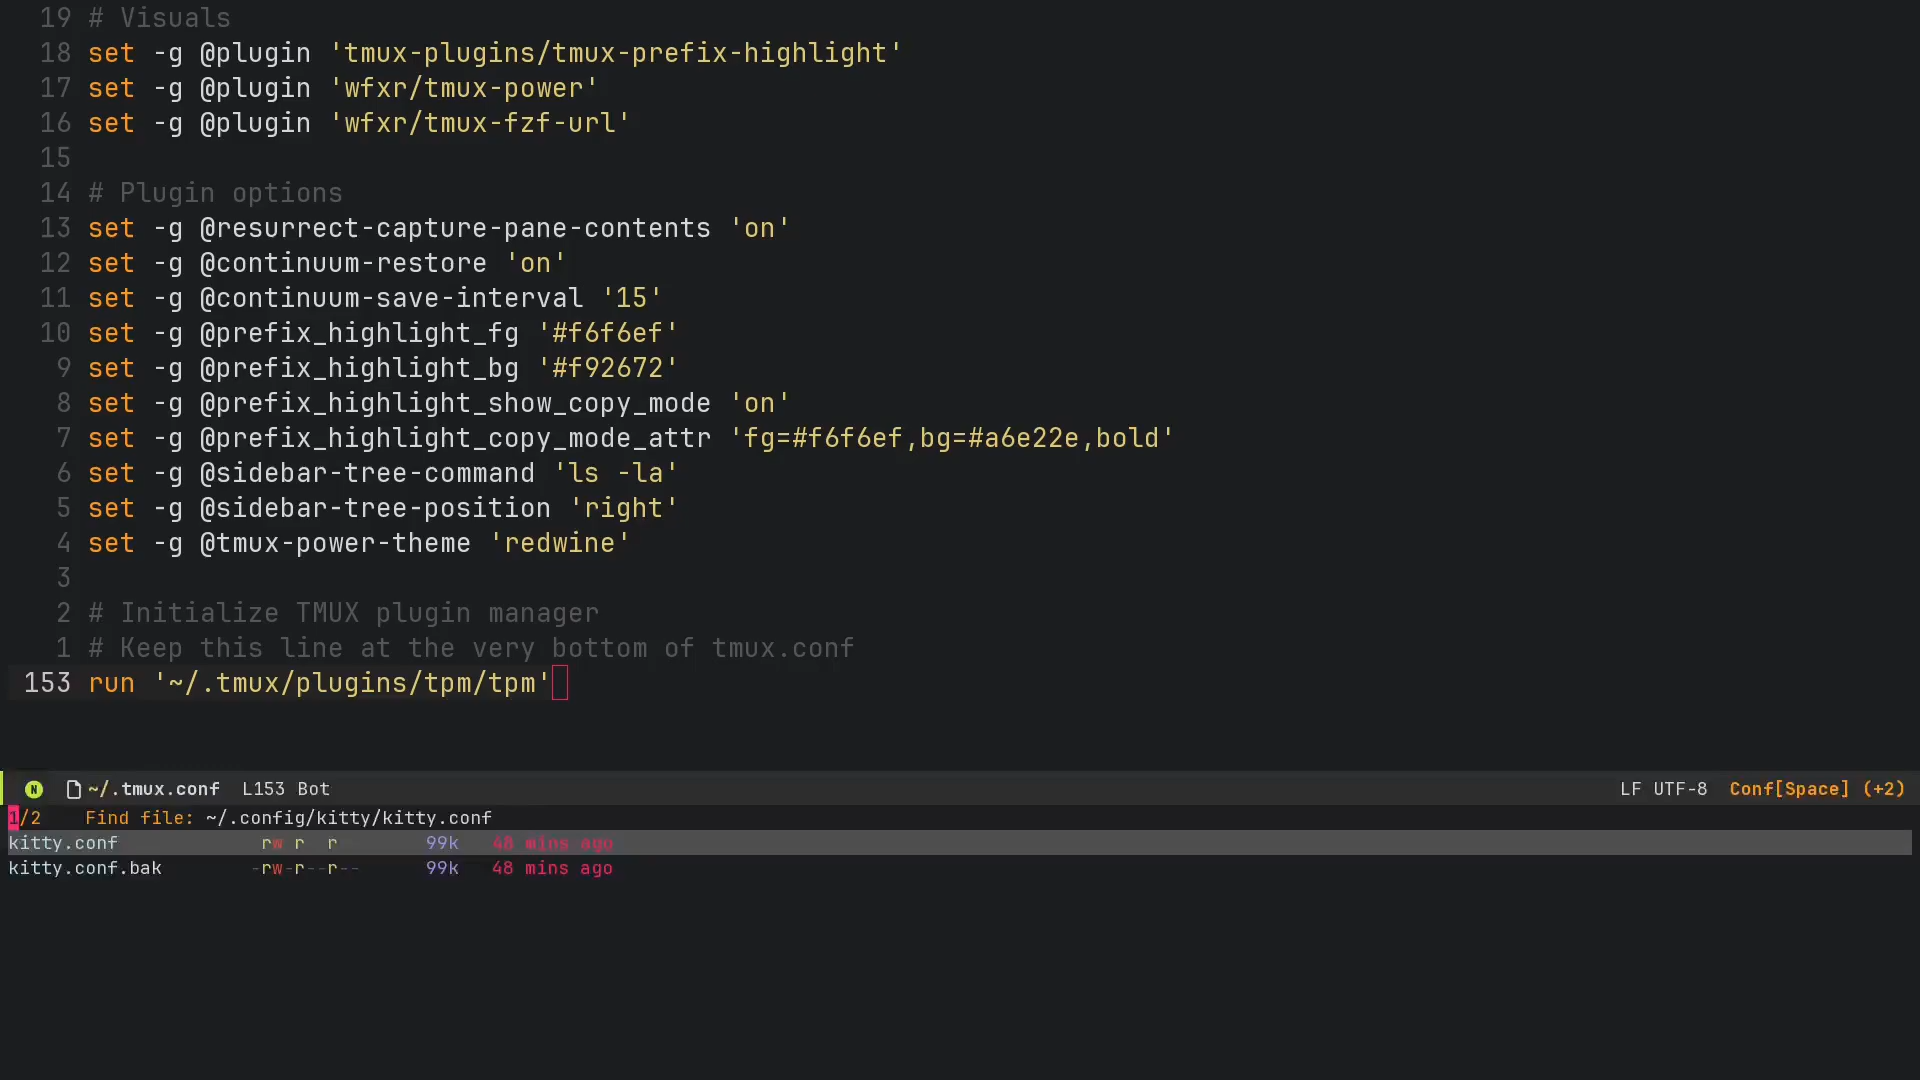 19 # Visuals
18 set -g @plugin 'tmux-plugins/tmux-prefix-highlight'
17 set -g @plugin 'wfxr/tmux-power'
16 set -g @plugin 'wfxr/tmux-fzf-url'
15
14 # Plugin options
13 set -g @resurrect-capture-pane-contents 'on'
12 set -g @continuum-restore 'on'
11 set -g @continuum-save-interval '15'
10 set -g @prefix_highlight_fg '#f6f6ef'
9 set -g @prefix_highlight_bg '#f92672'
8 set -g @prefix_highlight_show_copy_mode 'on'
7 set -g @prefix_highlight_copy_mode_attr 'fg=#f6f6ef,bg=#a6e22e,bold'
6 set -g @sidebar-tree-command 'ls -la'
5 set -g @sidebar-tree-position 'right'
4 set -g @tmux-power-theme 'redwine'
3
2 # Initialize TMUX plugin manager
1 # Keep this line at the very bottom of tmux.conf
153 run '~/.tmux/plugins/tpm/tpm'
N ~/.tmux.conf L153 Bot LF UTF-8 Conf[Space] (+2)
1/2 Find file: ~/.config/kitty/kitty.conf
kitty.conf rw r r 99k 48 mins ago
kitty.conf.bak -rw-r--r-- 99k 48 mins ago